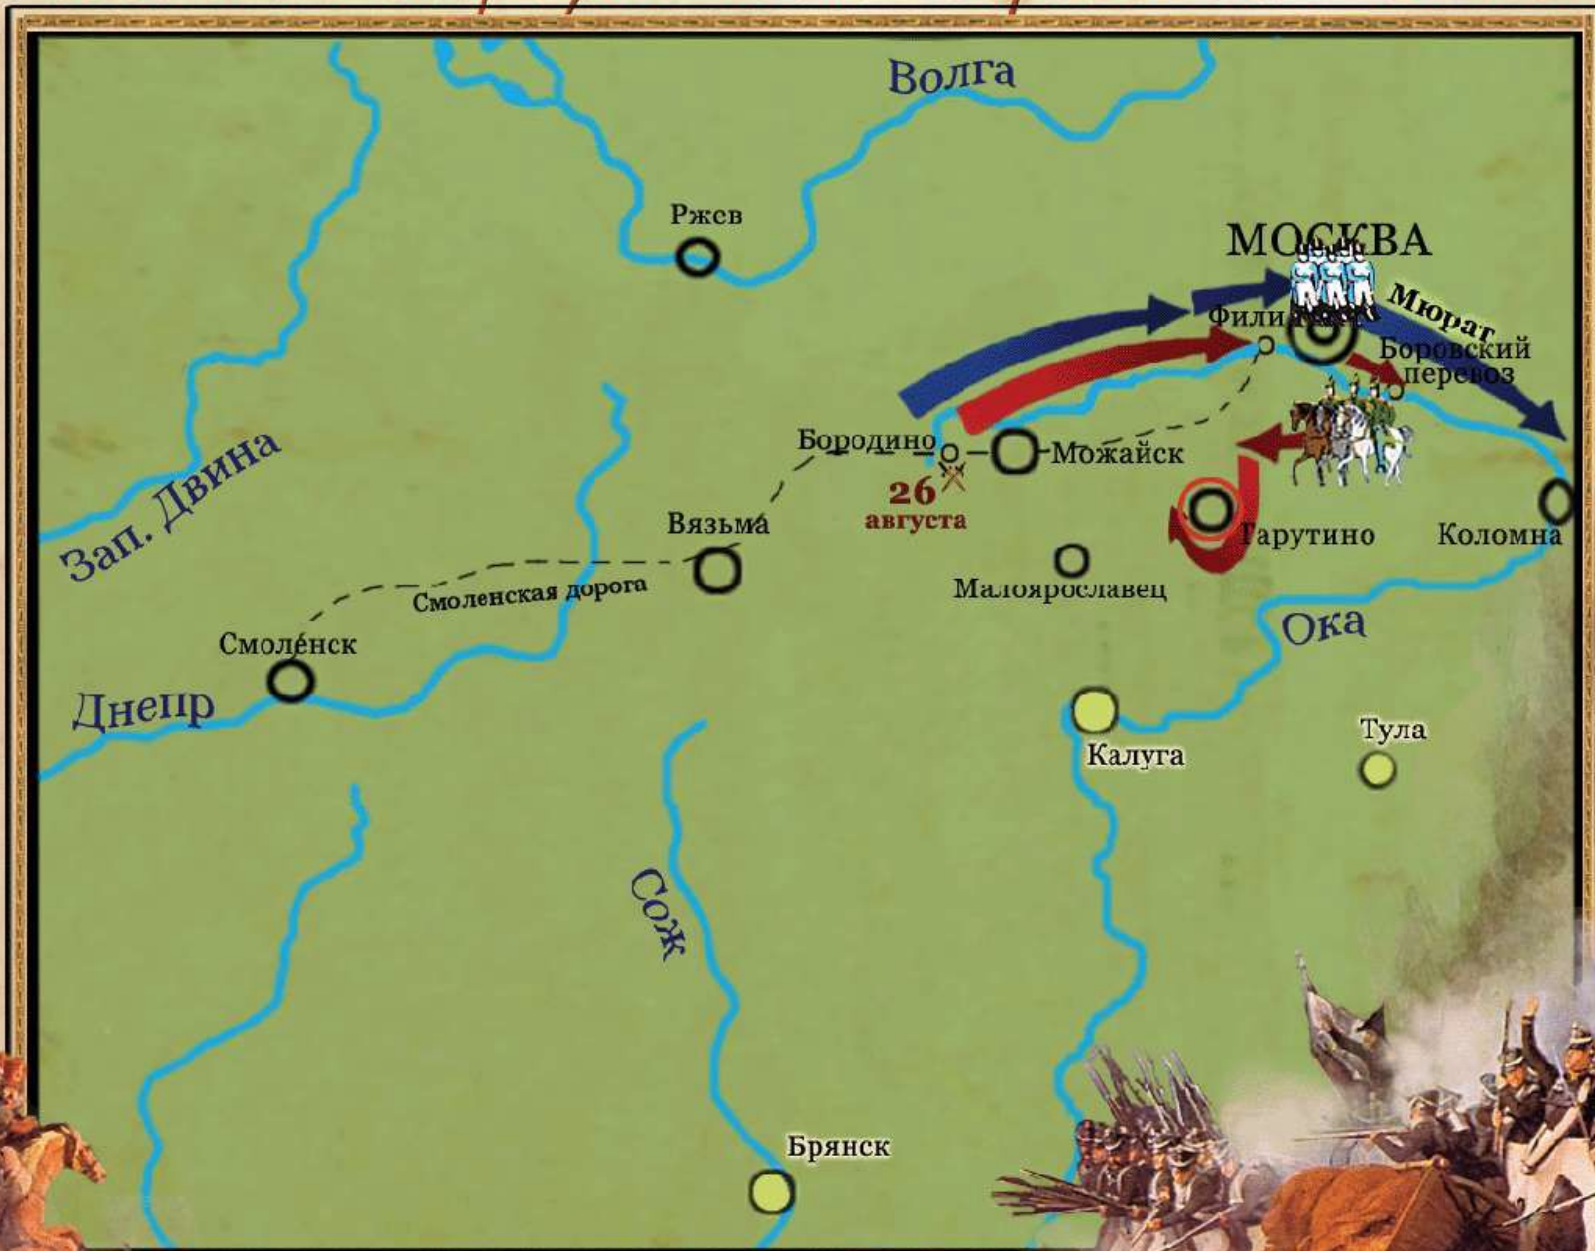 Волга
Ржев
МОСКВА
Мюрат
Фили
Боровский
перевоз
Бородино
Можайск
26
августа
Зап. Двина
Вязьма
Тарутино
Коломна
Малоярославец
Смоленская дорога
Смоленск
Ока
Днепр
Калуга
Тула
Сож
Брянск